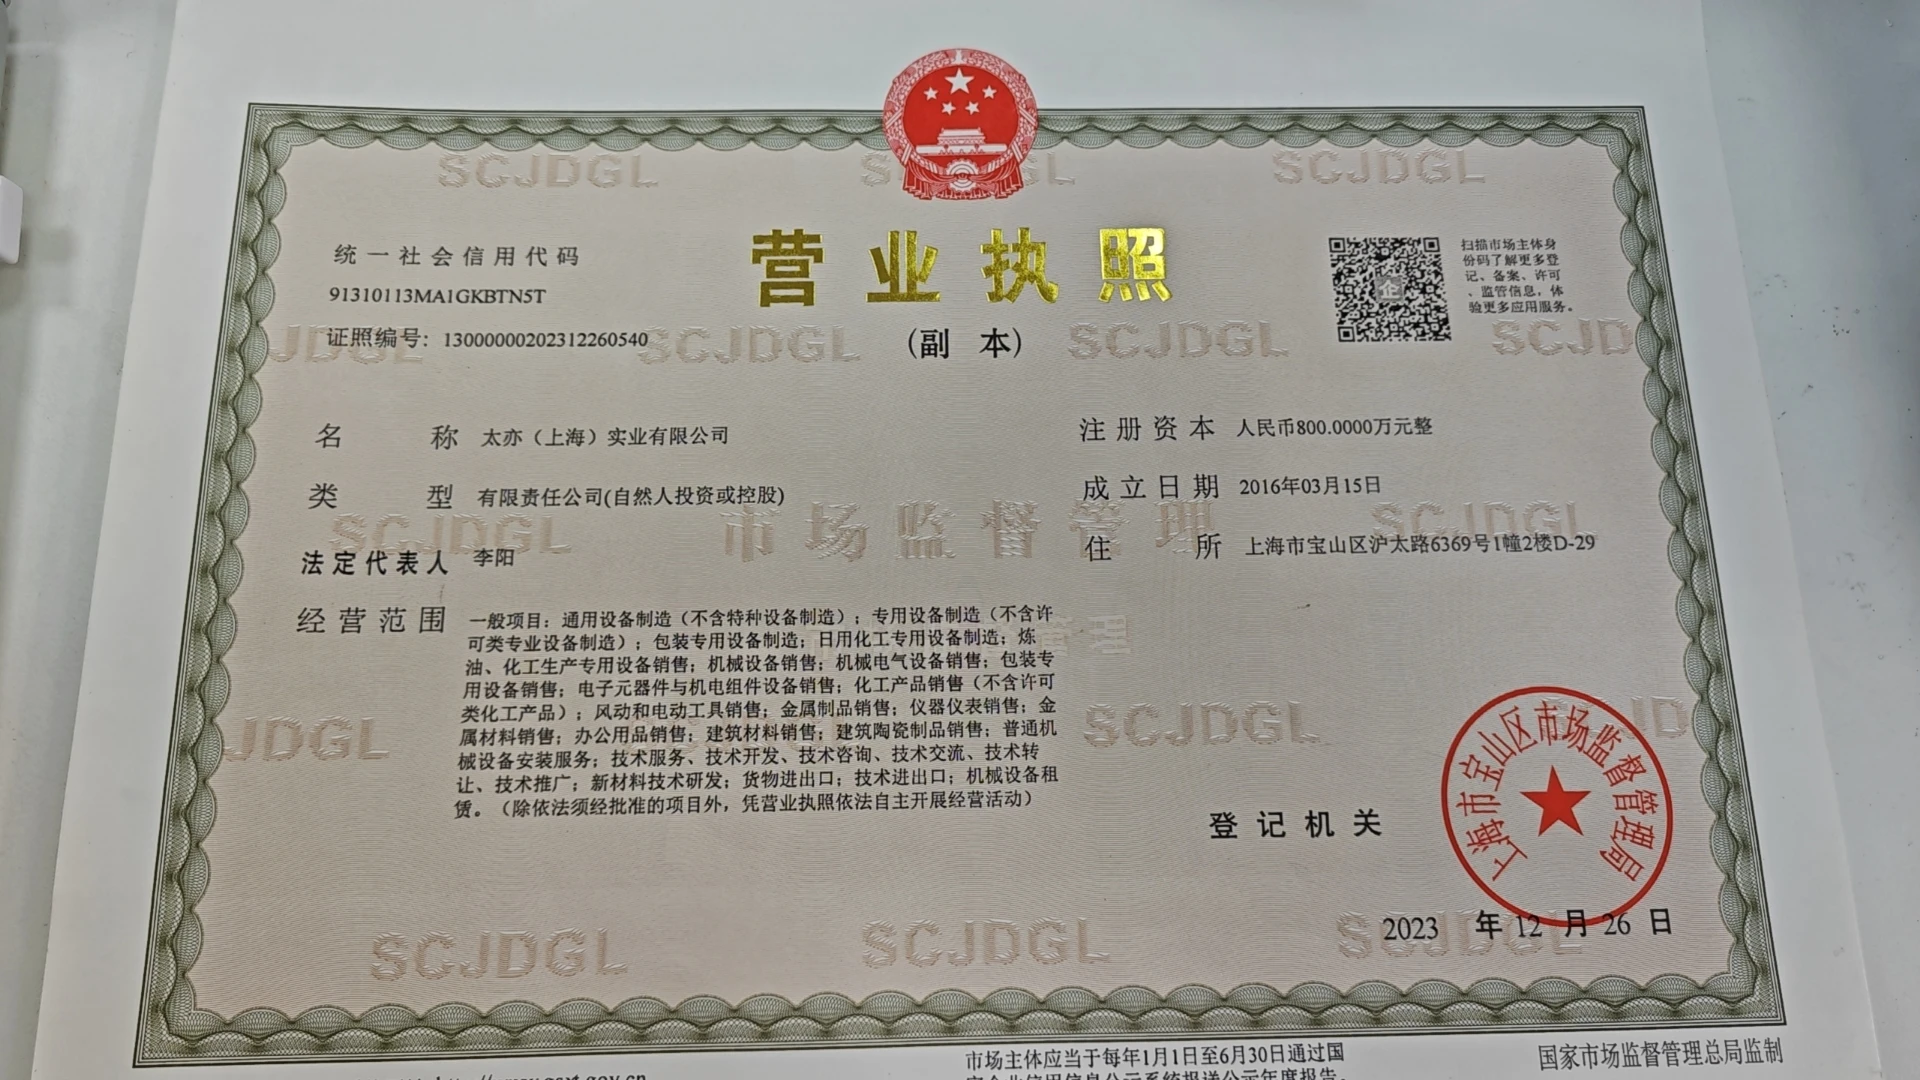 营业执照
(副 本)
统一社会信用代码
91310113MA1GKBTN5T
证照编号：13000000202312260540
扫描市场主体身
份码了解更多登
记、备案、许可
、监管信息，体
验更多应用服务。
名 称 太亦（上海）实业有限公司
类 型 有限责任公司(自然人投资或控股)
法定代表人 李阳
经营范围 一般项目：通用设备制造（不含特种设备制造）；专用设备制造（不含许
可类专业设备制造）；包装专用设备制造；日用化工专用设备制造；炼
油、化工生产专用设备销售；机械设备销售；机械电气设备销售；包装专
用设备销售；电子元器件与机电组件设备销售；化工产品销售（不含许可
类化工产品）；风动和电动工具销售；金属制品销售；仪器仪表销售；金
属材料销售；办公用品销售；建筑材料销售；建筑陶瓷制品销售；普通机
械设备安装服务；技术服务、技术开发、技术咨询、技术交流、技术转
让、技术推广；新材料技术研发；货物进出口；技术进出口；机械设备租
赁。（除依法须经批准的项目外，凭营业执照依法自主开展经营活动）
注册资本 人民币800.0000万元整
成立日期 2016年03月15日
住 所 上海市宝山区沪太路6369号1幢2楼D-29
登记机关
上海市宝山区市场监督管理局
2023 年 12 月 26 日
SCJDGL
市场监督管理
市场主体应当于每年1月1日至6月30日通过国
国家市场监督管理总局监制